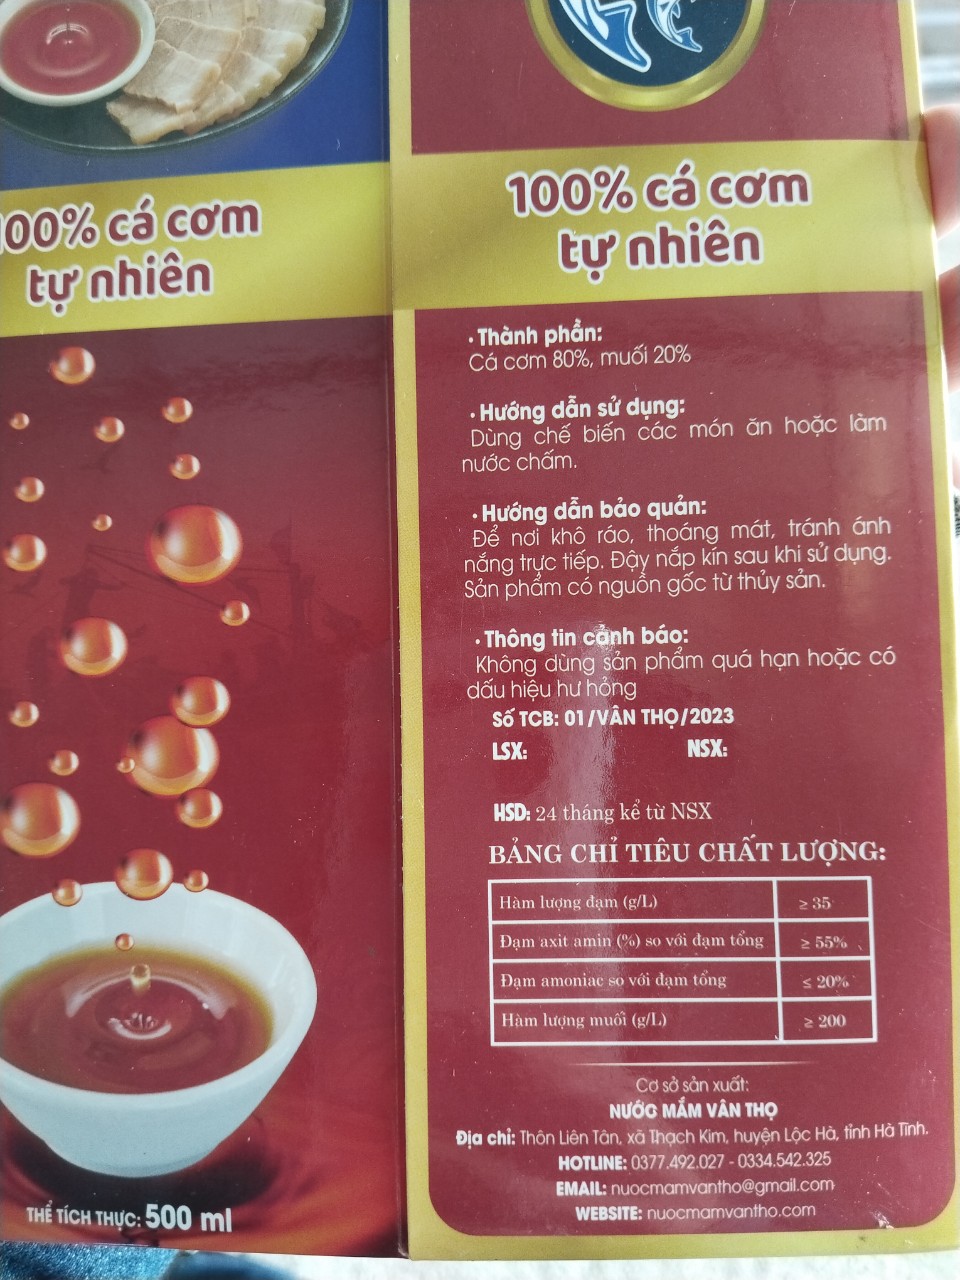 100% cá cơm
tự nhiên
THỂ TÍCH THỰC: 500 ml
100% cá cơm
tự nhiên
• Thành phần:
Cá cơm 80%, muối 20%
• Hướng dẫn sử dụng:
Dùng chế biến các món ăn hoặc làm
nước chấm.
• Hướng dẫn bảo quản:
Để nơi khô ráo, thoáng mát, tránh ánh
nắng trực tiếp. Đậy nắp kín sau khi sử dụng.
Sản phẩm có nguồn gốc từ thủy sản.
• Thông tin cảnh báo:
Không dùng sản phẩm quá hạn hoặc có
dấu hiệu hư hỏng
Số TCB: 01/VÂN THỌ/2023
LSX: NSX:
HSD: 24 tháng kể từ NSX
BẢNG CHỈ TIÊU CHẤT LƯỢNG:
Hàm lượng đạm (g/L) ≥ 35
Đạm axit amin (%) so với đạm tổng ≥ 55%
Đạm amoniac so với đạm tổng ≤ 20%
Hàm lượng muối (g/L) ≥ 200
Cơ sở sản xuất:
NƯỚC MẮM VÂN THỌ
Địa chỉ: Thôn Liên Tân, xã Thạch Kim, huyện Lộc Hà, tỉnh Hà Tĩnh.
HOTLINE: 0377.492.027 - 0334.542.325
EMAIL: nuocmamvantho@gmail.com
WEBSITE: nuocmamvantho.com